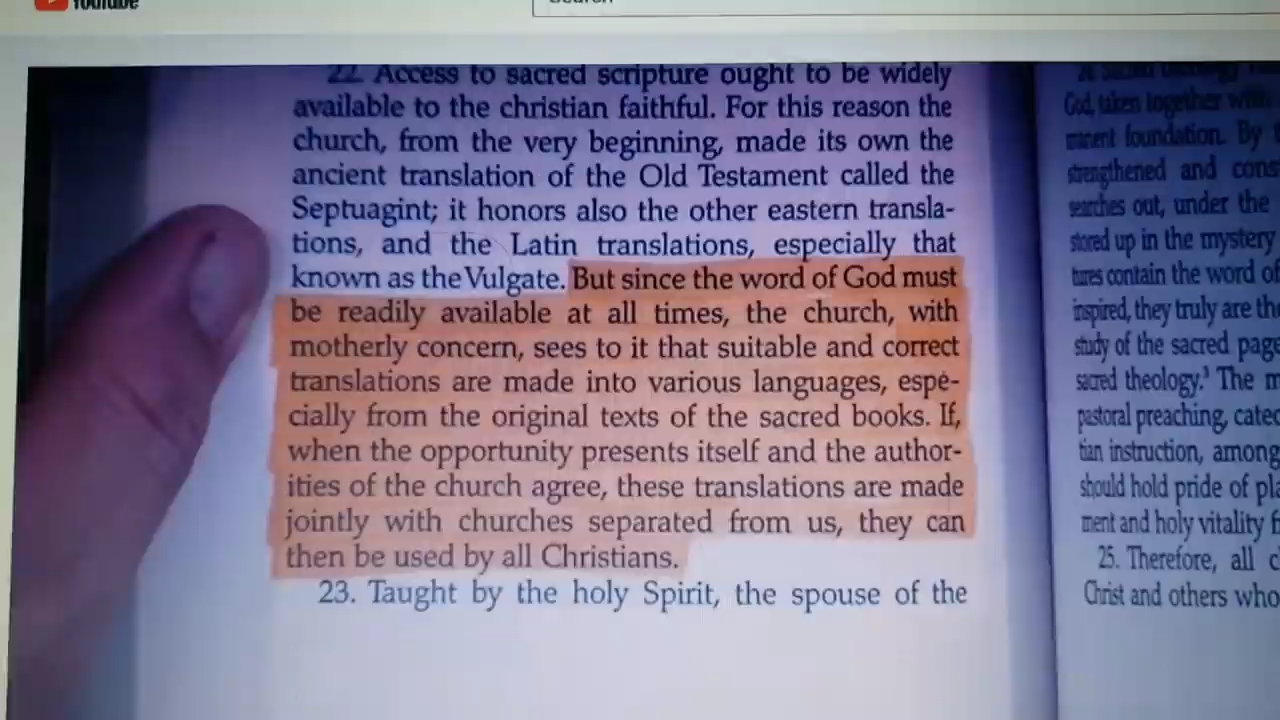 YouTube
22. Access to sacred scripture ought to be widely
available to the christian faithful. For this reason the
church, from the very beginning, made its own the
ancient translation of the Old Testament called the
Septuagint; it honors also the other eastern transla-
tions, and the Latin translations, especially that
known as the Vulgate. But since the word of God must
be readily available at all times, the church, with
motherly concern, sees to it that suitable and correct
translations are made into various languages, espe-
cially from the original texts of the sacred books. If,
when the opportunity presents itself and the author-
ities of the church agree, these translations are made
jointly with churches separated from us, they can
then be used by all Christians.
23. Taught by the holy Spirit, the spouse of the
God, taken together with
foundation. By
strengthened and cons
searches out, under the
stored up in the mystery
tures contain the word of
inspired, they truly are the
study of the sacred page
sacred theology.³ The m
pastoral preaching, catec
tian instruction, among
should hold pride of pla
ment and holy vitality f
25. Therefore, all c
Christ and others who